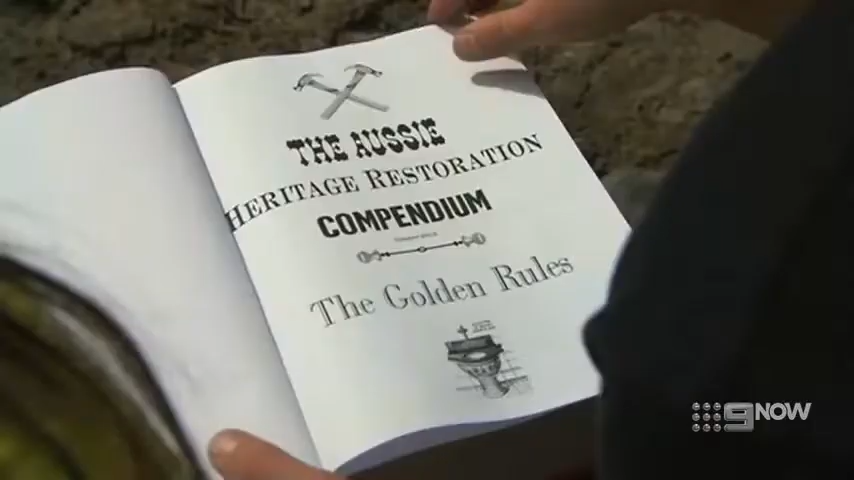 THE AUSSIE
HERITAGE RESTORATION
COMPENDIUM
The Golden Rules
9NOW